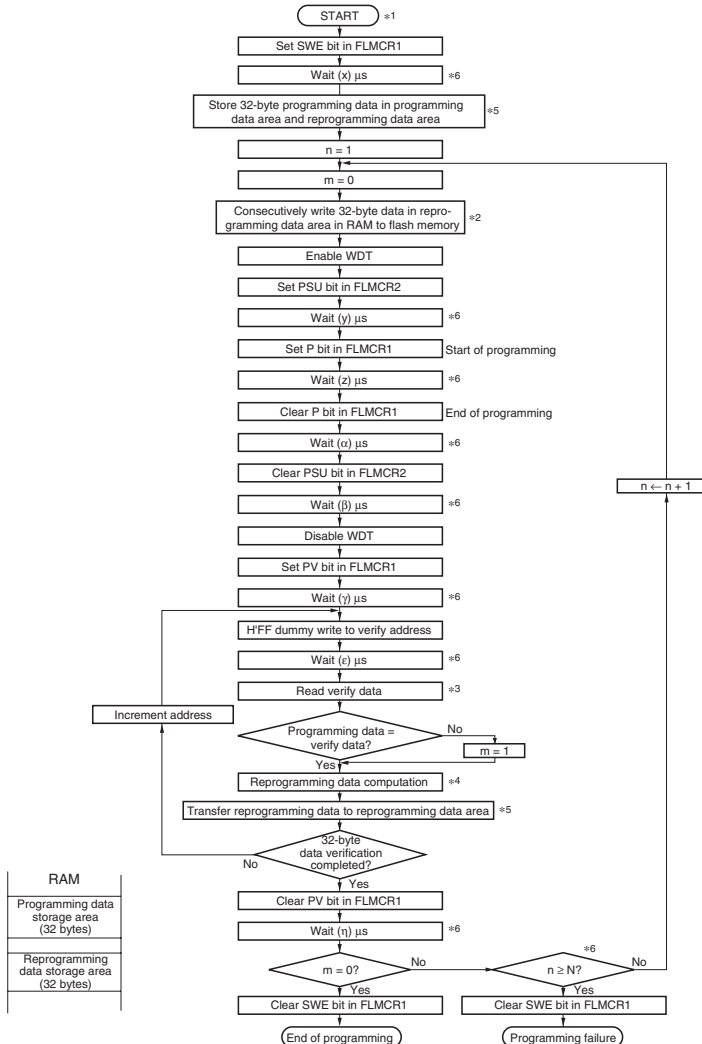 START *1
Set SWE bit in FLMCR1
Wait (x) μs *6
Store 32-byte programming data in programming
data area and reprogramming data area
*5
n = 1
m = 0
Consecutively write 32-byte data in repro-
gramming data area in RAM to flash memory
*2
Enable WDT
Set PSU bit in FLMCR2
Wait (y) μs *6
Set P bit in FLMCR1 Start of programming
Wait (z) μs *6
Clear P bit in FLMCR1 End of programming
Wait (α) μs *6
Clear PSU bit in FLMCR2
n ← n + 1
Wait (β) μs *6
Disable WDT
Set PV bit in FLMCR1
Wait (γ) μs *6
H'FF dummy write to verify address
Wait (ε) μs *6
Read verify data *3
Increment address
Programming data =
verify data?
No
m = 1
Yes
Reprogramming data computation *4
Transfer reprogramming data to reprogramming data area *5
32-byte
data verification
completed?
No
Yes
Clear PV bit in FLMCR1
Wait (η) μs *6
m = 0?
No
Yes
*6
n ≥ N?
No
Yes
Clear SWE bit in FLMCR1
Clear SWE bit in FLMCR1
End of programming
Programming failure
RAM
Programming data
storage area
(32 bytes)
Reprogramming
data storage area
(32 bytes)